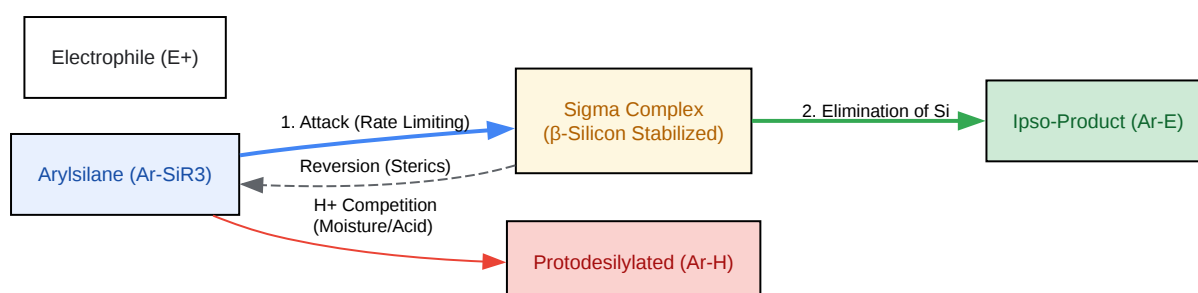 Electrophile (E+)
Arylsilane (Ar-SiR3)
1. Attack (Rate Limiting)
Reversion (Sterics)
H+ Competition
(Moisture/Acid)
Sigma Complex
(β-Silicon Stabilized)
2. Elimination of Si
Ipso-Product (Ar-E)
Protodesilylated (Ar-H)